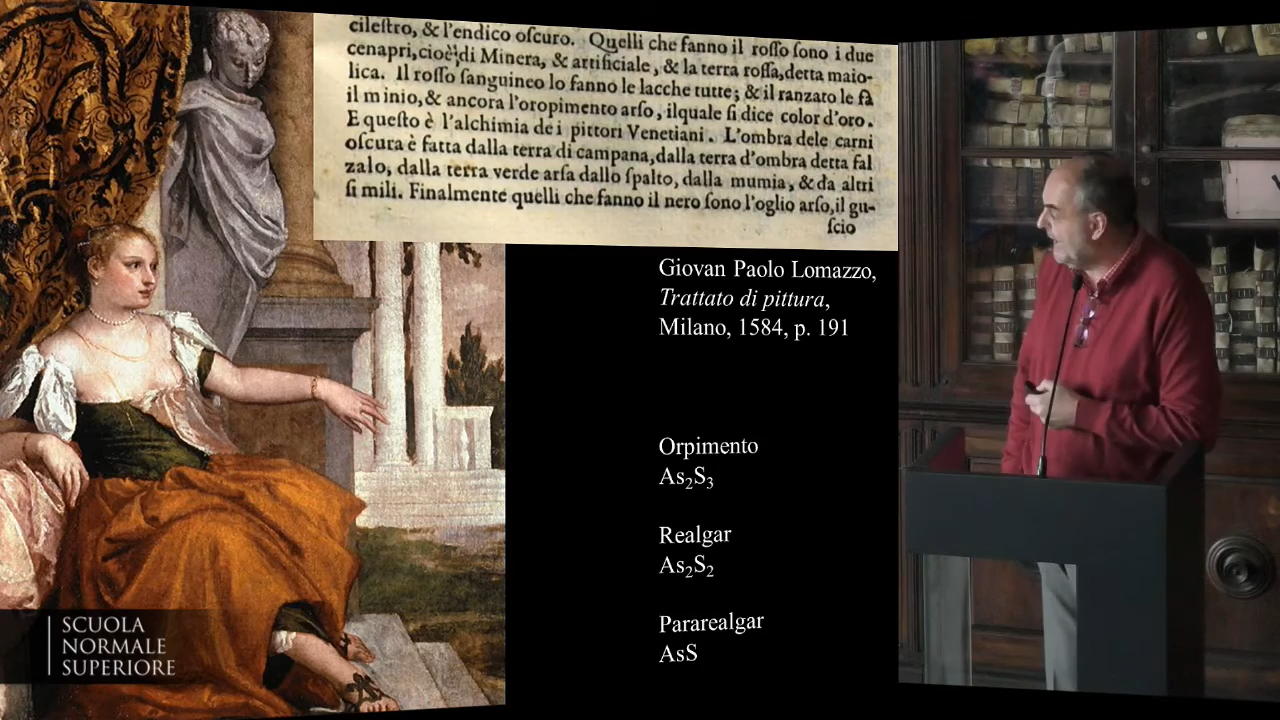 cilestro, & l'endico oscuro. Quelli che fanno il rosso sono i due
cenapri, cioè di Minera, & artificiale, & la terra rossa, detta maio-
lica. Il rosso sanguineo lo fanno le lacche tutte; & il ranzato le fà
il minio, & ancora l'oropimento arso, ilquale si dice color d'oro.
E questo è l'alchimia de i pittori Venetiani. L'ombra dele carni
oscura è fatta dalla terra di campana, dalla terra d'ombra detta fal
zalo, dalla terra verde arsa dallo spalto, dalla mumia, & da altri
si mili. Finalmente quelli che fanno il nero sono l'oglio arso, il gu-
scio
Giovan Paolo Lomazzo,
Trattato di pittura,
Milano, 1584, p. 191
Orpimento
As₂S₃
Realgar
As₂S₂
Pararealgar
AsS
SCUOLA
NORMALE
SUPERIORE